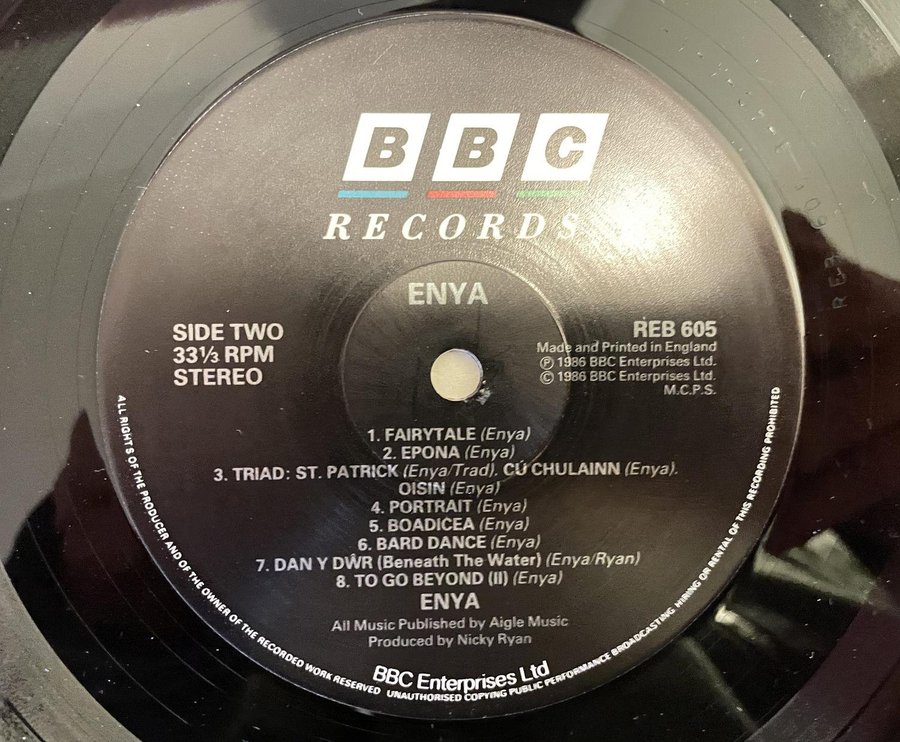 BBC
RECORDS
ENYA
SIDE TWO
33⅓ RPM
STEREO
REB 605
Made and Printed in England
Ⓟ 1986 BBC Enterprises Ltd.
© 1986 BBC Enterprises Ltd.
M.C.P.S.
1. FAIRYTALE (Enya)
2. EPONA (Enya)
3. TRIAD: ST. PATRICK (Enya/Trad), CÚ CHULAINN (Enya),
OISIN (Enya)
4. PORTRAIT (Enya)
5. BOADICEA (Enya)
6. BARD DANCE (Enya)
7. DAN Y DŴR (Beneath The Water) (Enya/Ryan)
8. TO GO BEYOND (II) (Enya)
ENYA
All Music Published by Aigle Music
Produced by Nicky Ryan
BBC Enterprises Ltd
ALL RIGHTS OF THE PRODUCER AND OF THE OWNER OF THE RECORDED WORK RESERVED UNAUTHORISED COPYING PUBLIC PERFORMANCE BROADCASTING HIRING OR RENTAL OF THIS RECORDING PROHIBITED